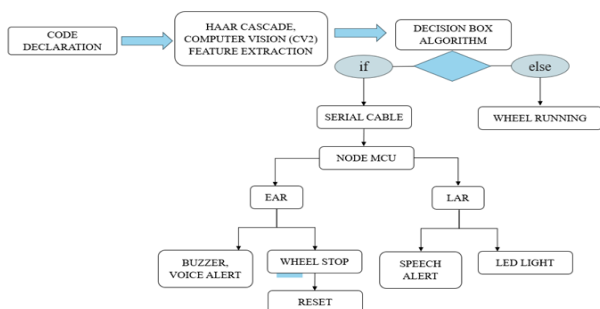 CODE
DECLARATION
HAAR CASCADE,
COMPUTER VISION (CV2)
FEATURE EXTRACTION
DECISION BOX
ALGORITHM
if
else
SERIAL CABLE
WHEEL RUNNING
NODE MCU
EAR
LAR
BUZZER,
VOICE ALERT
WHEEL STOP
SPEECH
ALERT
LED LIGHT
RESET